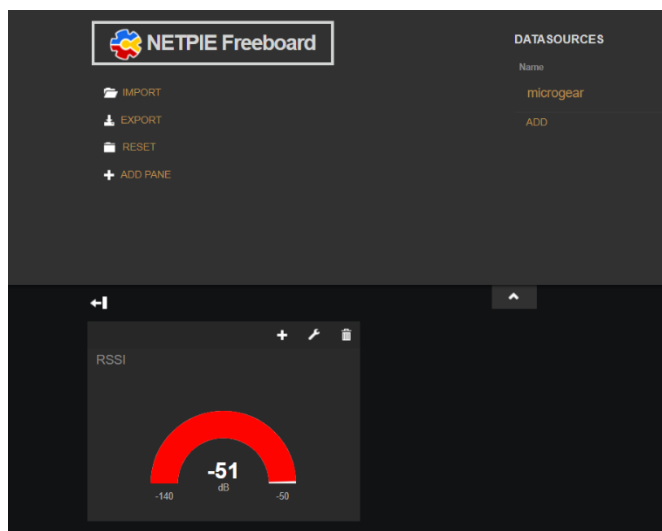 NETPIE Freeboard
IMPORT
EXPORT
RESET
ADD PANE
DATASOURCES
Name
microgear
ADD
RSSI
-51
dB
-140
-50